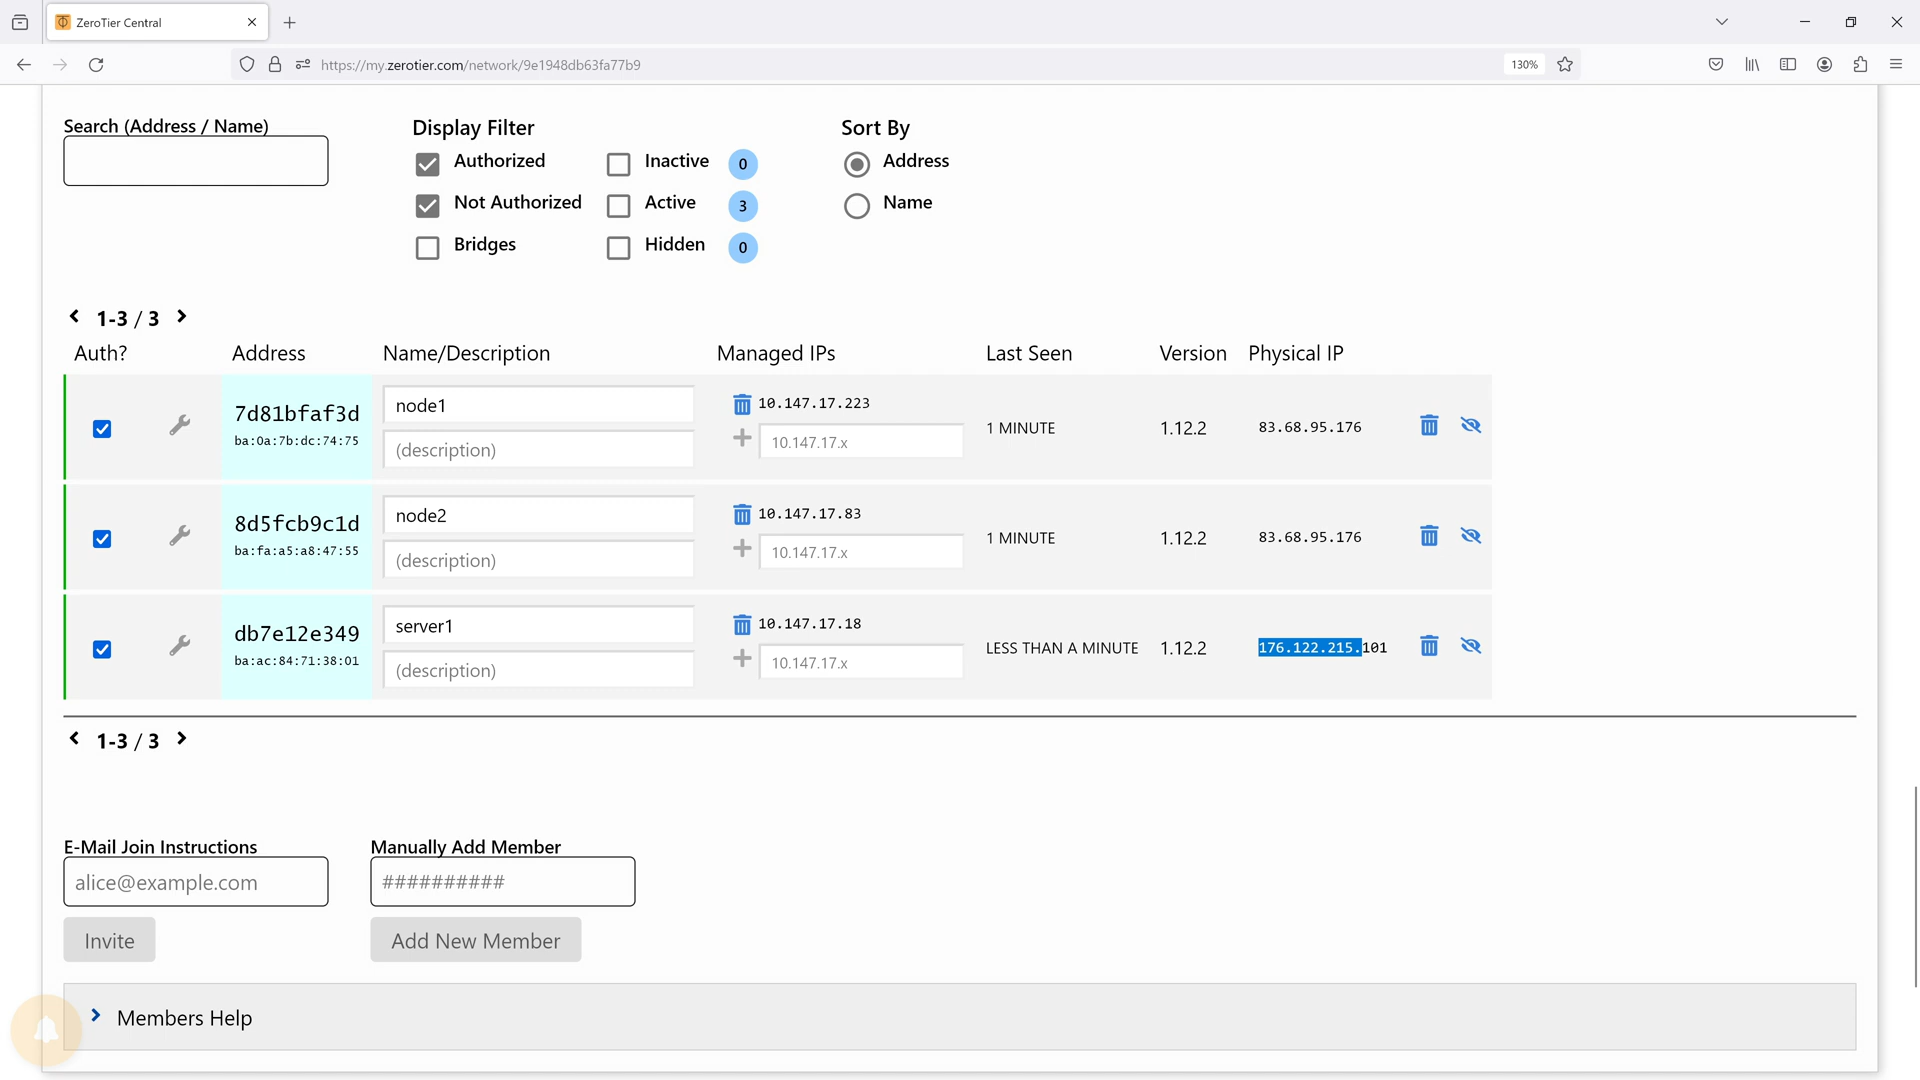 ZeroTier Central
https://my.zerotier.com/network/9e1948db63fa77b9
130%
Search (Address / Name)
Display Filter
Sort By
Authorized
Inactive
0
Address
Not Authorized
Active
3
Name
Bridges
Hidden
0
1-3 / 3
Auth?
Address
Name/Description
Managed IPs
Last Seen
Version
Physical IP
7d81bfaf3d
ba:0a:7b:dc:74:75
node1
(description)
10.147.17.223
10.147.17.x
1 MINUTE
1.12.2
83.68.95.176
8d5fcb9c1d
ba:fa:a5:a8:47:55
node2
(description)
10.147.17.83
10.147.17.x
1 MINUTE
1.12.2
83.68.95.176
db7e12e349
ba:ac:84:71:38:01
server1
(description)
10.147.17.18
10.147.17.x
LESS THAN A MINUTE
1.12.2
176.122.215.101
1-3 / 3
E-Mail Join Instructions
Manually Add Member
alice@example.com
##########
Invite
Add New Member
Members Help